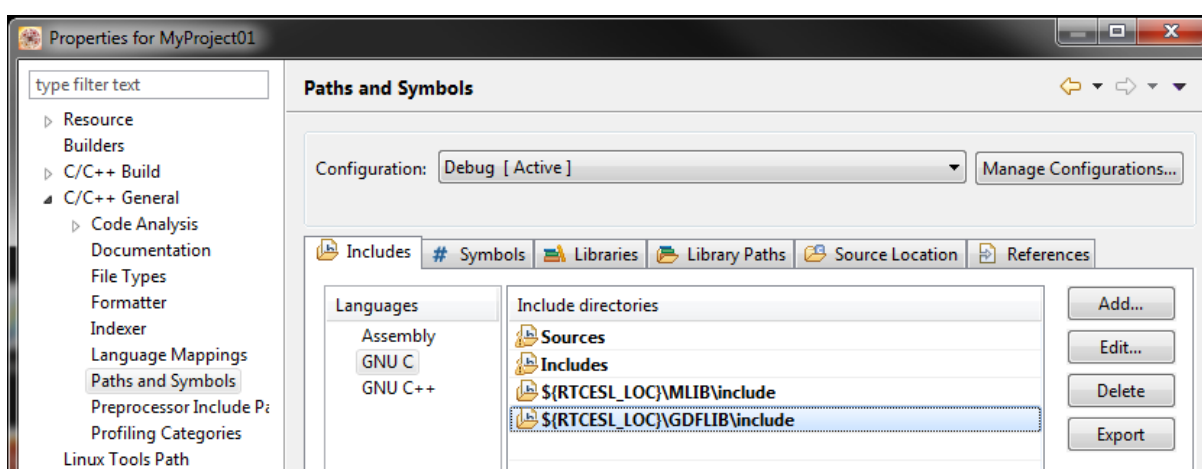 Properties for MyProject01
type filter text
Resource
Builders
C/C++ Build
C/C++ General
Code Analysis
Documentation
File Types
Formatter
Indexer
Language Mappings
Paths and Symbols
Preprocessor Include Pa
Profiling Categories
Linux Tools Path
Paths and Symbols
Configuration: Debug [ Active ] Manage Configurations...
Includes # Symbols Libraries Library Paths Source Location References
Languages
Assembly
GNU C
GNU C++
Include directories
Sources
Includes
${RTCESL_LOC}\MLIB\include
${RTCESL_LOC}\GDFLIB\include
Add...
Edit...
Delete
Export